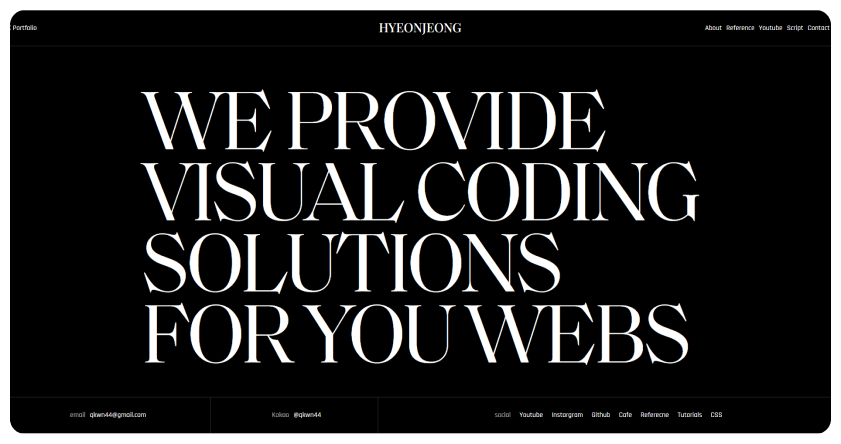 Portfolio
HYEONJEONG
About Reference Youtube Script Contact
WE PROVIDE
VISUAL CODING
SOLUTIONS
FOR YOU WEBS
email qkwn44@gmail.com
Kakao @qkwn44
social Youtube Instargram Github Cafe Referecne Tutorials CSS